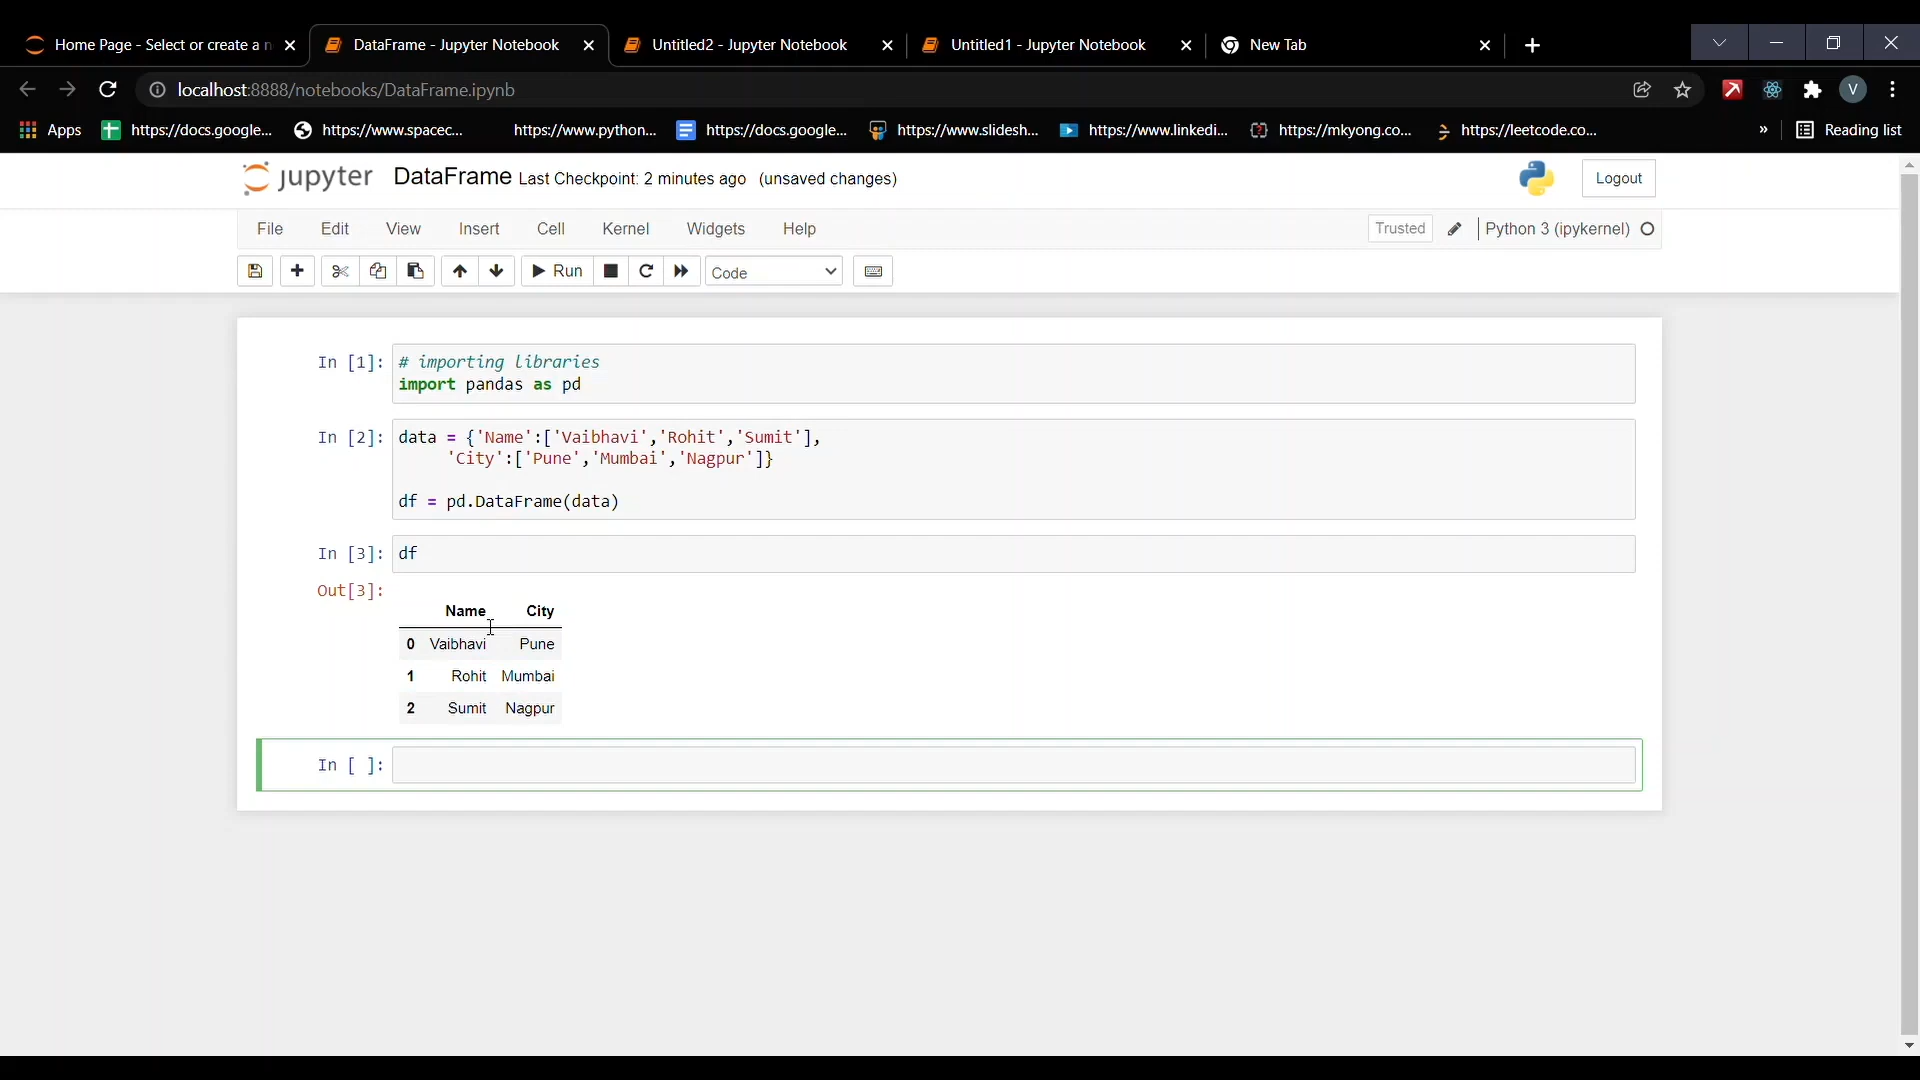 Home Page - Select or create a n
DataFrame - Jupyter Notebook
Untitled2 - Jupyter Notebook
Untitled1 - Jupyter Notebook
New Tab
localhost:8888/notebooks/DataFrame.ipynb
V
Apps
https://docs.google...
https://www.spacec...
https://www.python...
https://docs.google...
https://www.slidesh...
https://www.linkedi...
https://mkyong.co...
https://leetcode.co...
»
Reading list
jupyter
DataFrame Last Checkpoint: 2 minutes ago (unsaved changes)
Logout
File Edit View Insert Cell Kernel Widgets Help
Trusted
Python 3 (ipykernel)
Run
Code
In [1]: # importing libraries
import pandas as pd
In [2]: data = {'Name':['Vaibhavi','Rohit','Sumit'],
'City':['Pune','Mumbai','Nagpur']}
df = pd.DataFrame(data)
In [3]: df
Out[3]:
Name City
0 Vaibhavi Pune
1 Rohit Mumbai
2 Sumit Nagpur
In [ ]: